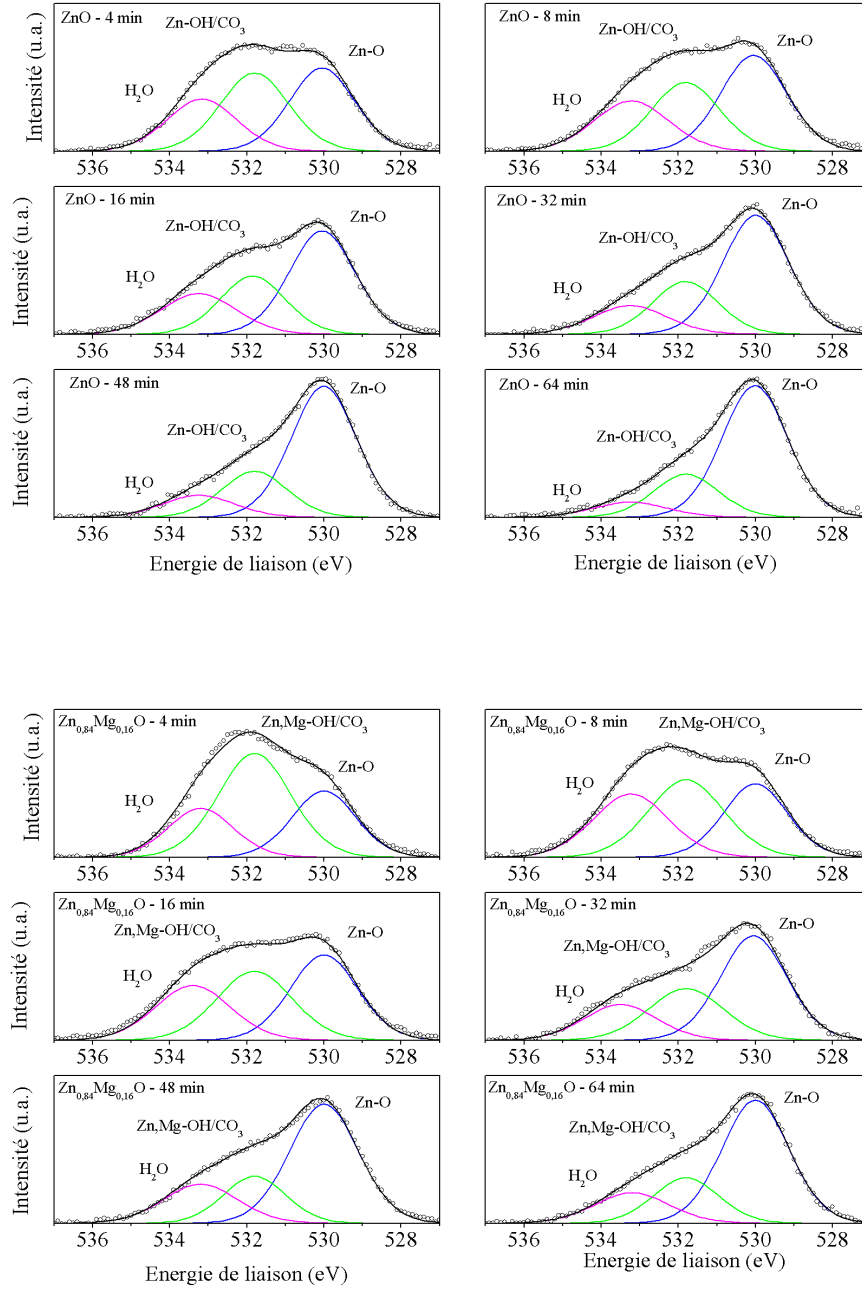 ZnO - 4 min
Zn-OH/CO3
Zn-O
H2O
Intensité (u.a.)
536 534 532 530 528
ZnO - 8 min
Zn-OH/CO3
Zn-O
H2O
536 534 532 530 528
ZnO - 16 min
Zn-OH/CO3
Zn-O
H2O
Intensité (u.a.)
536 534 532 530 528
ZnO - 32 min
Zn-OH/CO3
Zn-O
H2O
536 534 532 530 528
ZnO - 48 min
Zn-O
Zn-OH/CO3
H2O
Intensité (u.a.)
536 534 532 530 528
Energie de liaison (eV)
ZnO - 64 min
Zn-O
Zn-OH/CO3
H2O
536 534 532 530 528
Energie de liaison (eV)
Zn0,84Mg0,16O - 4 min
Zn,Mg-OH/CO3
Zn-O
H2O
Intensité (u.a.)
536 534 532 530 528
Zn0,84Mg0,16O - 8 min
Zn,Mg-OH/CO3
Zn-O
H2O
536 534 532 530 528
Zn0,84Mg0,16O - 16 min
Zn,Mg-OH/CO3
Zn-O
H2O
Intensité (u.a.)
536 534 532 530 528
Zn0,84Mg0,16O - 32 min
Zn-O
Zn,Mg-OH/CO3
H2O
536 534 532 530 528
Zn0,84Mg0,16O - 48 min
Zn-O
Zn,Mg-OH/CO3
H2O
Intensité (u.a.)
536 534 532 530 528
Energie de liaison (eV)
Zn0,84Mg0,16O - 64 min
Zn-O
Zn,Mg-OH/CO3
H2O
536 534 532 530 528
Energie de liaison (eV)